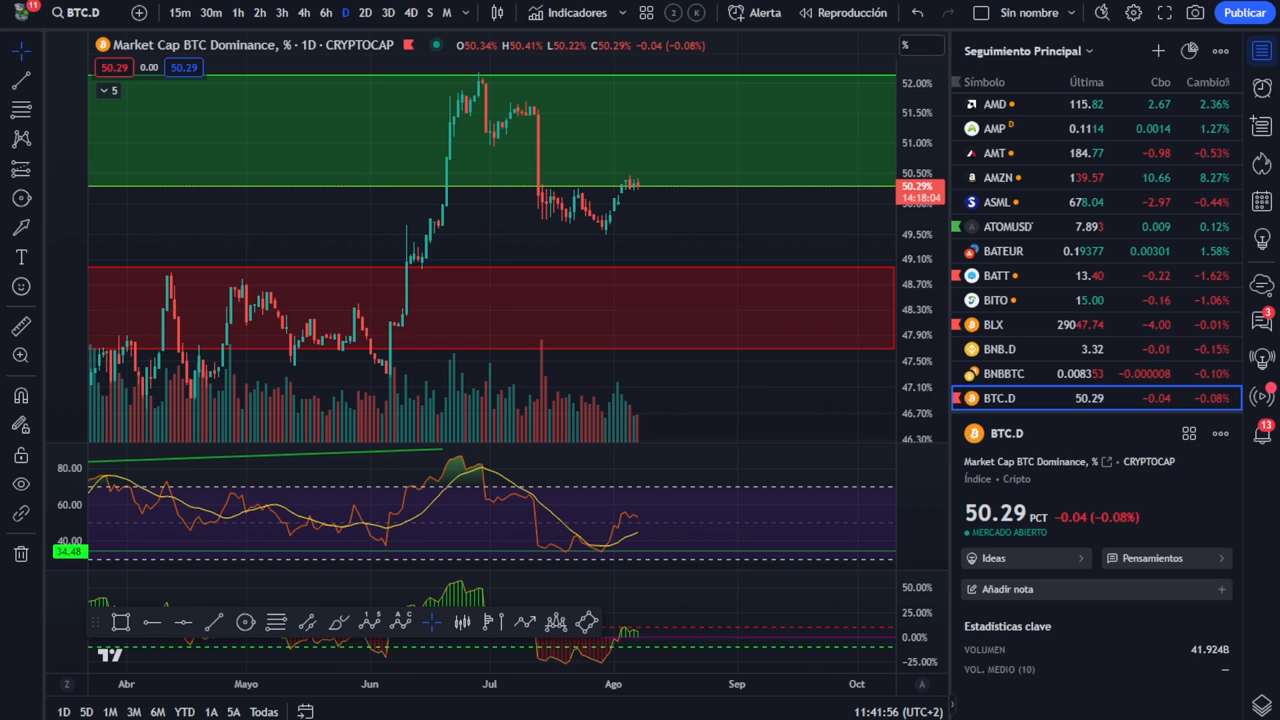 11
BTC.D
15m 30m 1h 2h 3h 4h 6h D 2D 3D 4D S M
Indicadores
2 K
Alerta
Reproducción
Sin nombre
Publicar
Market Cap BTC Dominance, % · 1D · CRYPTOCAP
O50.34% H50.41% L50.22% C50.29% −0.04 (−0.08%)
50.29 0.00 50.29
5
%
52.00%
51.50%
51.00%
50.50%
50.29%
14:18:04
50.00%
49.50%
49.10%
48.70%
48.30%
47.90%
47.50%
47.10%
46.70%
46.30%
80.00
60.00
40.00
34.48
50.00%
25.00%
0.00%
−25.00%
Z Abr Mayo Jun Jul Ago Sep Oct A
1D 5D 1M 3M 6M YTD 1A 5A Todas
11:41:56 (UTC+2)
Seguimiento Principal
Símbolo Última Cbo Cambio%
AMD 115.82 2.67 2.36%
AMP D 0.1114 0.0014 1.27%
AMT 184.77 −0.98 −0.53%
AMZN 139.57 10.66 8.27%
ASML 678.04 −2.97 −0.44%
ATOMUSD 7.893 0.009 0.12%
BATEUR 0.19377 0.00301 1.58%
BATT 13.40 −0.22 −1.62%
BITO 15.00 −0.16 −1.06%
BLX 29047.74 −4.00 −0.01%
BNB.D 3.32 −0.01 −0.15%
BNBBTC 0.008353 −0.000008 −0.10%
BTC.D 50.29 −0.04 −0.08%
BTC.D
Market Cap BTC Dominance, % • CRYPTOCAP
Índice • Cripto
50.29 PCT −0.04 (−0.08%)
MERCADO ABIERTO
Ideas
Pensamientos
Añadir nota
Estadísticas clave
VOLUMEN 41.924B
VOL. MEDIO (10) —
3
13